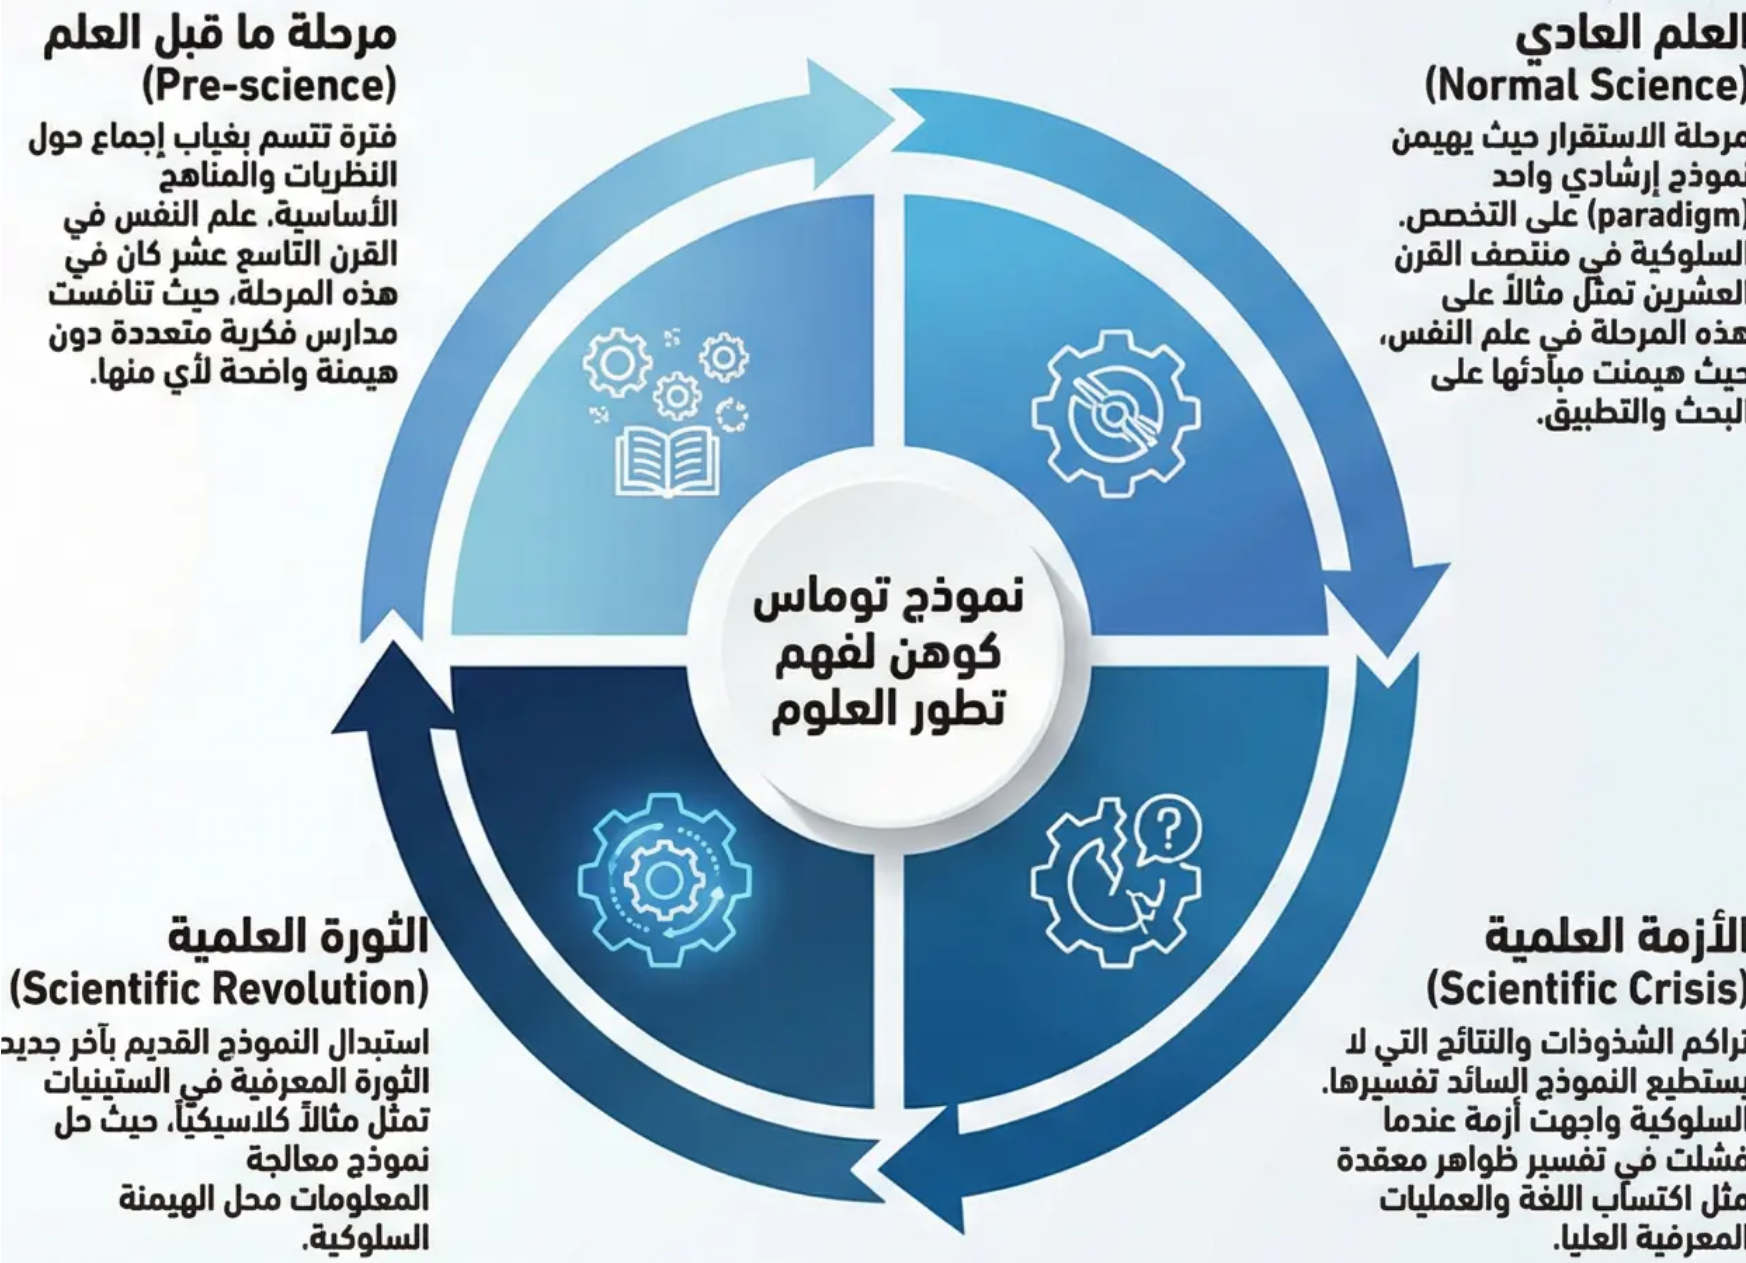 مرحلة ما قبل العلم
(Pre-science)
فترة تتسم بغياب إجماع حول
النظريات والمناهج
الأساسية. علم النفس في
القرن التاسع عشر كان في
هذه المرحلة، حيث تنافست
مدارس فكرية متعددة دون
هيمنة واضحة لأي منها.
العلم العادي
(Normal Science)
مرحلة الاستقرار حيث يهيمن
نموذج إرشادي واحد
(paradigm) على التخصص.
السلوكية في منتصف القرن
العشرين تمثل مثالاً على
هذه المرحلة في علم النفس،
حيث هيمنت مبادئها على
البحث والتطبيق.
نموذج توماس
كوهن لفهم
تطور العلوم
?
الأزمة العلمية
(Scientific Crisis)
تراكم الشذوذات والنتائج التي لا
يستطيع النموذج السائد تفسيرها.
السلوكية واجهت أزمة عندما
فشلت في تفسير ظواهر معقدة
مثل اكتساب اللغة والعمليات
المعرفية العليا.
الثورة العلمية
(Scientific Revolution)
استبدال النموذج القديم بآخر جديد
الثورة المعرفية في الستينيات
تمثل مثالاً كلاسيكياً، حيث حل
نموذج معالجة
المعلومات محل الهيمنة
السلوكية.